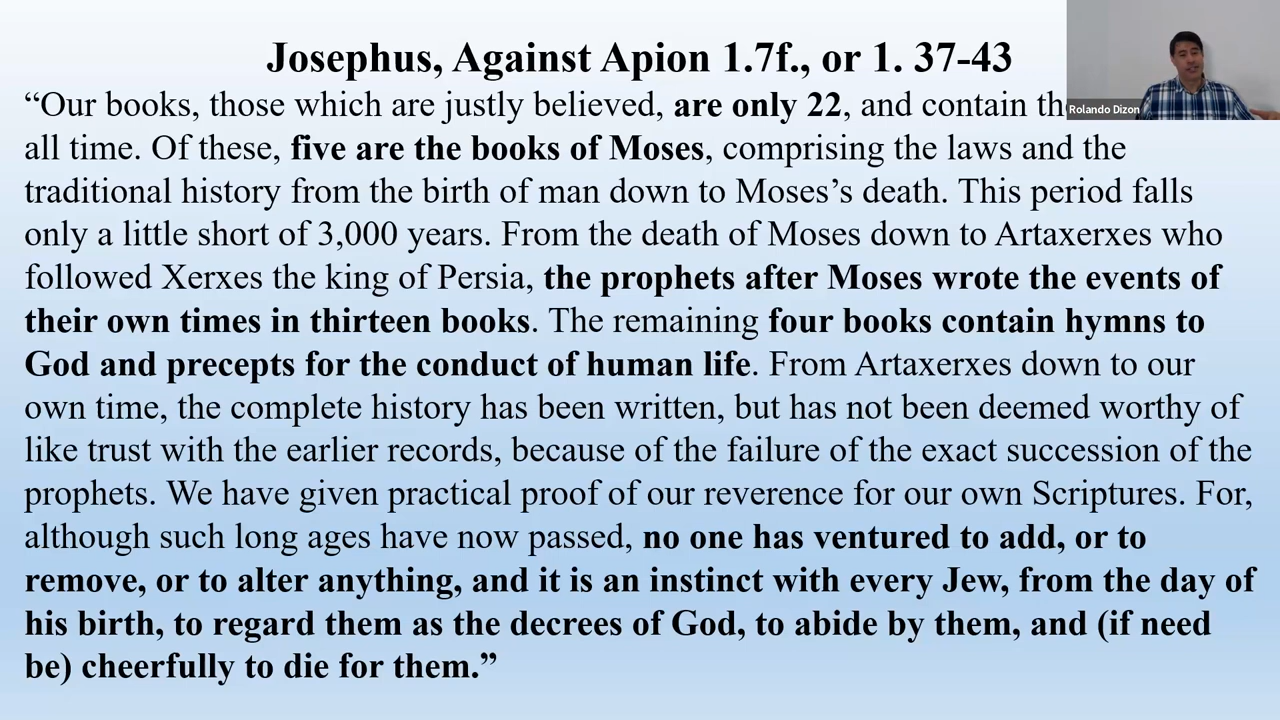 Josephus, Against Apion 1.7f., or 1. 37-43
Rolando Dizon
“Our books, those which are justly believed, are only 22, and contain
all time. Of these, five are the books of Moses, comprising the laws and the
traditional history from the birth of man down to Moses’s death. This period falls
only a little short of 3,000 years. From the death of Moses down to Artaxerxes who
followed Xerxes the king of Persia, the prophets after Moses wrote the events of
their own times in thirteen books. The remaining four books contain hymns to
God and precepts for the conduct of human life. From Artaxerxes down to our
own time, the complete history has been written, but has not been deemed worthy of
like trust with the earlier records, because of the failure of the exact succession of the
prophets. We have given practical proof of our reverence for our own Scriptures. For,
although such long ages have now passed, no one has ventured to add, or to
remove, or to alter anything, and it is an instinct with every Jew, from the day of
his birth, to regard them as the decrees of God, to abide by them, and (if need
be) cheerfully to die for them.”